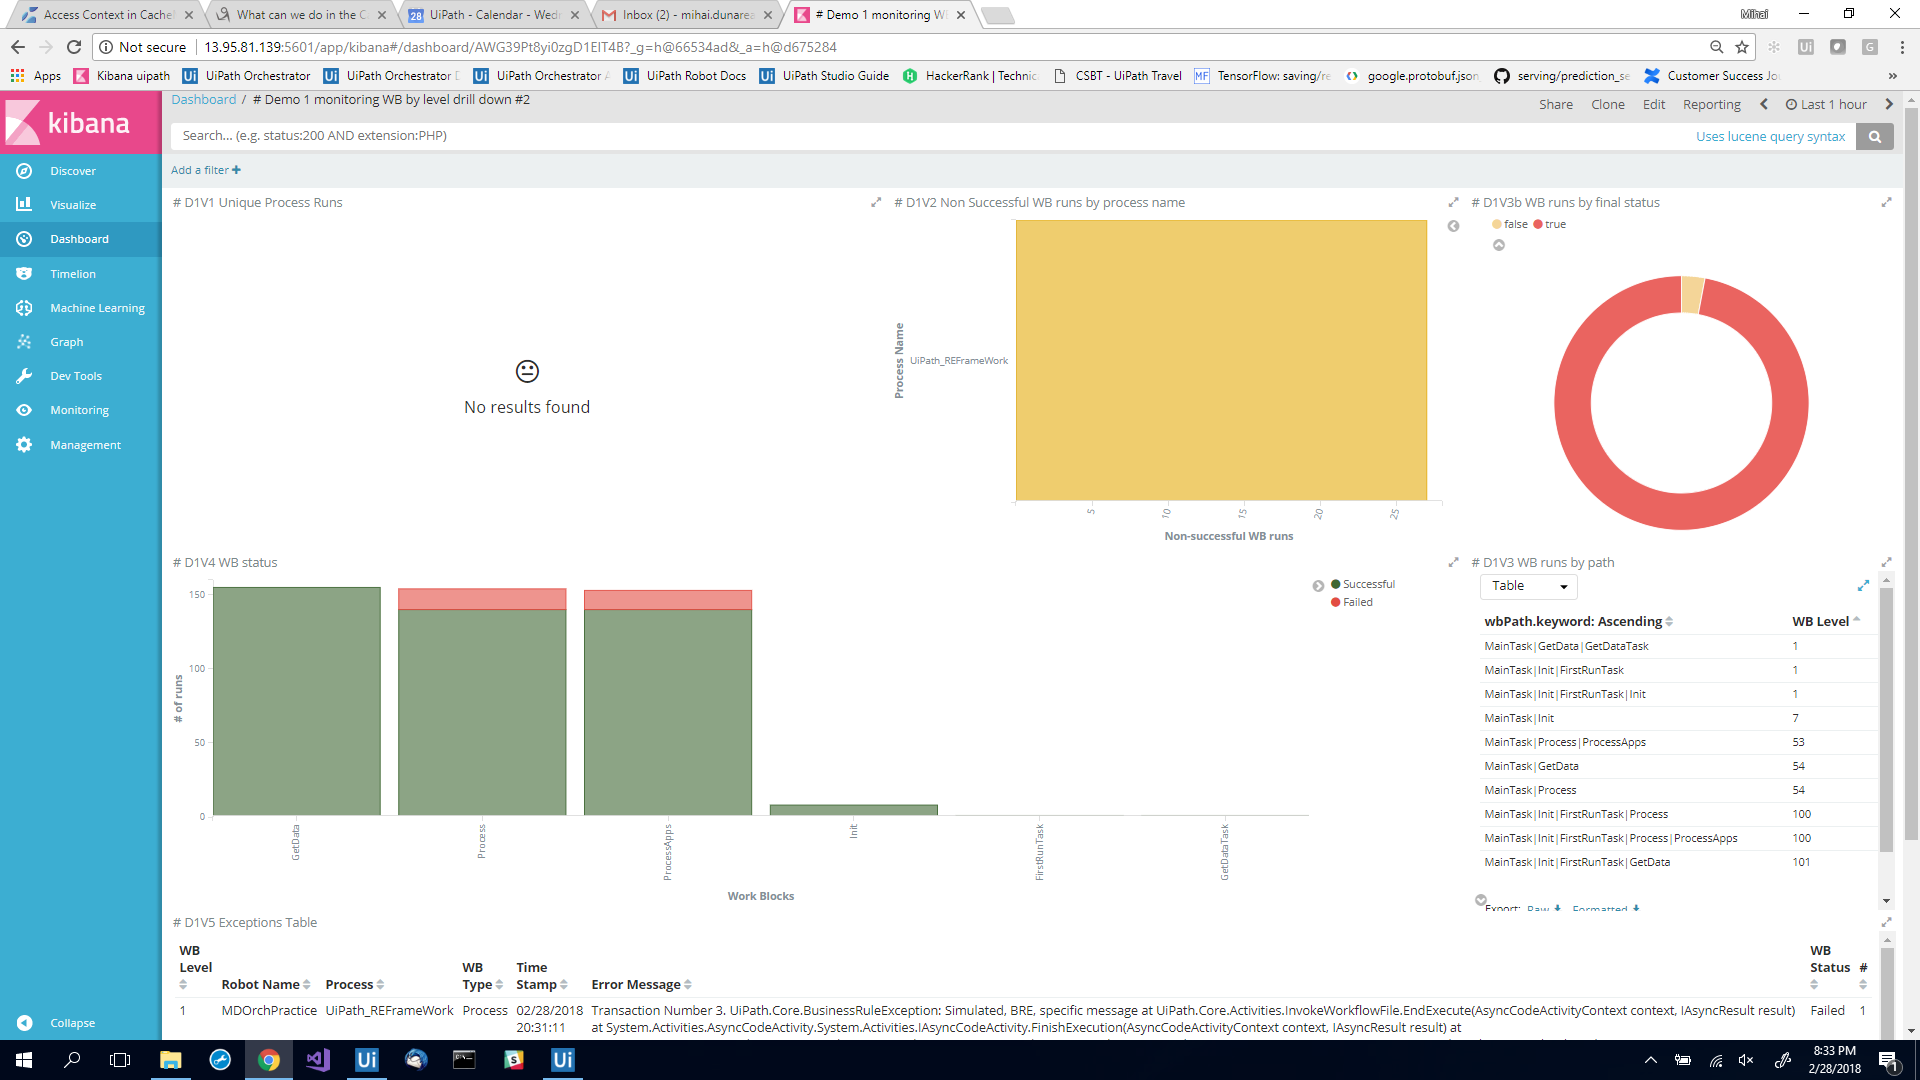 Access Context in Cache
What can we do in the C
28 UiPath - Calendar - Wedn
Inbox (2) - mihai.dunarea
# Demo 1 monitoring W
Mihai
Not secure 13.95.81.139:5601/app/kibana#/dashboard/AWG39Pt8yi0zgD1EIT4B?_g=h@66534ad&_a=h@d675284
Apps Kibana uipath UiPath Orchestrator UiPath Orchestrator D UiPath Orchestrator A UiPath Robot Docs UiPath Studio Guide HackerRank | Technic CSBT - UiPath Travel TensorFlow: saving/re google.protobuf.json serving/prediction_se Customer Success Jou
kibana
Discover
Visualize
Dashboard
Timelion
Machine Learning
Graph
Dev Tools
Monitoring
Management
Collapse
Dashboard / # Demo 1 monitoring WB by level drill down #2
Share Clone Edit Reporting Last 1 hour
Search... (e.g. status:200 AND extension:PHP)
Uses lucene query syntax
Add a filter +
# D1V1 Unique Process Runs
No results found
# D1V2 Non Successful WB runs by process name
Process Name
UiPath_REFrameWork
5 10 15 20 25
Non-successful WB runs
# D1V3b WB runs by final status
false true
# D1V4 WB status
Successful
Failed
# of runs
150
100
50
0
GetData Process ProcessApps Init FirstRunTask GetDataTask
Work Blocks
# D1V3 WB runs by path
Table
wbPath.keyword: Ascending WB Level
MainTask|GetData|GetDataTask 1
MainTask|Init|FirstRunTask 1
MainTask|Init|FirstRunTask|Init 1
MainTask|Init 7
MainTask|Process|ProcessApps 53
MainTask|GetData 54
MainTask|Process 54
MainTask|Init|FirstRunTask|Process 100
MainTask|Init|FirstRunTask|Process|ProcessApps 100
MainTask|Init|FirstRunTask|GetData 101
Export: Raw Formatted
# D1V5 Exceptions Table
WB Level Robot Name Process WB Type Time Stamp Error Message WB Status #
1 MDOrchPractice UiPath_REFrameWork Process 02/28/2018 20:31:11 Transaction Number 3. UiPath.Core.BusinessRuleException: Simulated, BRE, specific message at UiPath.Core.Activities.InvokeWorkflowFile.EndExecute(AsyncCodeActivityContext context, IAsyncResult result) Failed 1
at System.Activities.AsyncCodeActivity.System.Activities.IAsyncCodeActivity.FinishExecution(AsyncCodeActivityContext context, IAsyncResult result) at
8:33 PM
2/28/2018